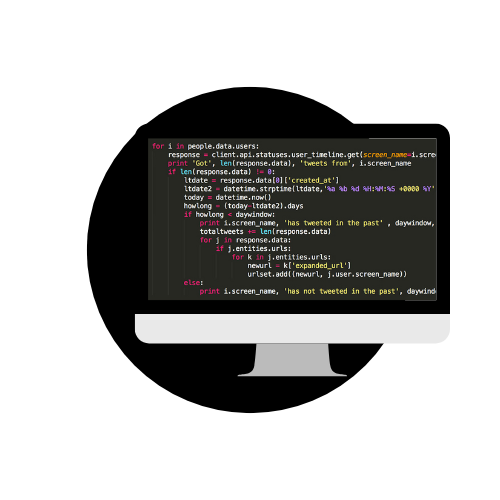 for i in people.data.users:
response = client.api.statuses.user_timeline.get(screen_name=i.scre
print 'Got', len(response.data), 'tweets from', i.screen_name
if len(response.data) != 0:
ltdate = response.data[0]['created_at']
ltdate2 = datetime.strptime(ltdate,'%a %b %d %H:%M:%S +0000 %Y'
today = datetime.now()
howlong = (today-ltdate2).days
if howlong < daywindow:
print i.screen_name, 'has tweeted in the past' , daywindow,
totaltweets += len(response.data)
for j in response.data:
if j.entities.urls:
for k in j.entities.urls:
newurl = k['expanded_url']
urlset.add((newurl, j.user.screen_name))
else:
print i.screen_name, 'has not tweeted in the past', daywind